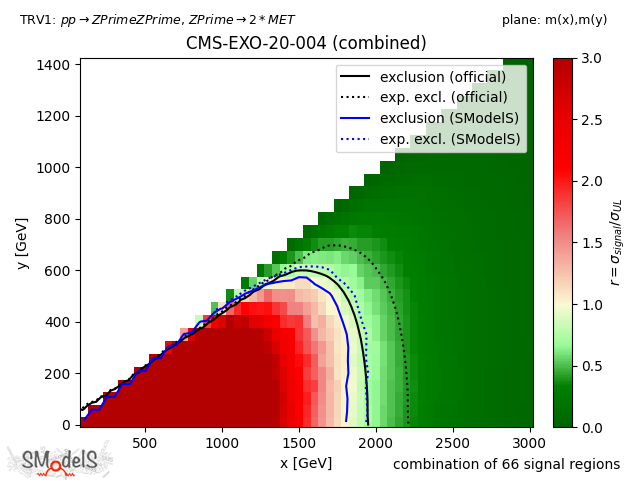 TRV1: pp → ZPrimeZPrime, ZPrime → 2 * MET
plane: m(x),m(y)
CMS-EXO-20-004 (combined)
exclusion (official)
exp. excl. (official)
exclusion (SModelS)
exp. excl. (SModelS)
y [GeV]
1400
1200
1000
800
600
400
200
0
500
1000
1500
2000
2500
3000
x [GeV]
3.0
2.5
2.0
1.5
1.0
0.5
0.0
r = σsignal/σUL
SModelS
combination of 66 signal regions